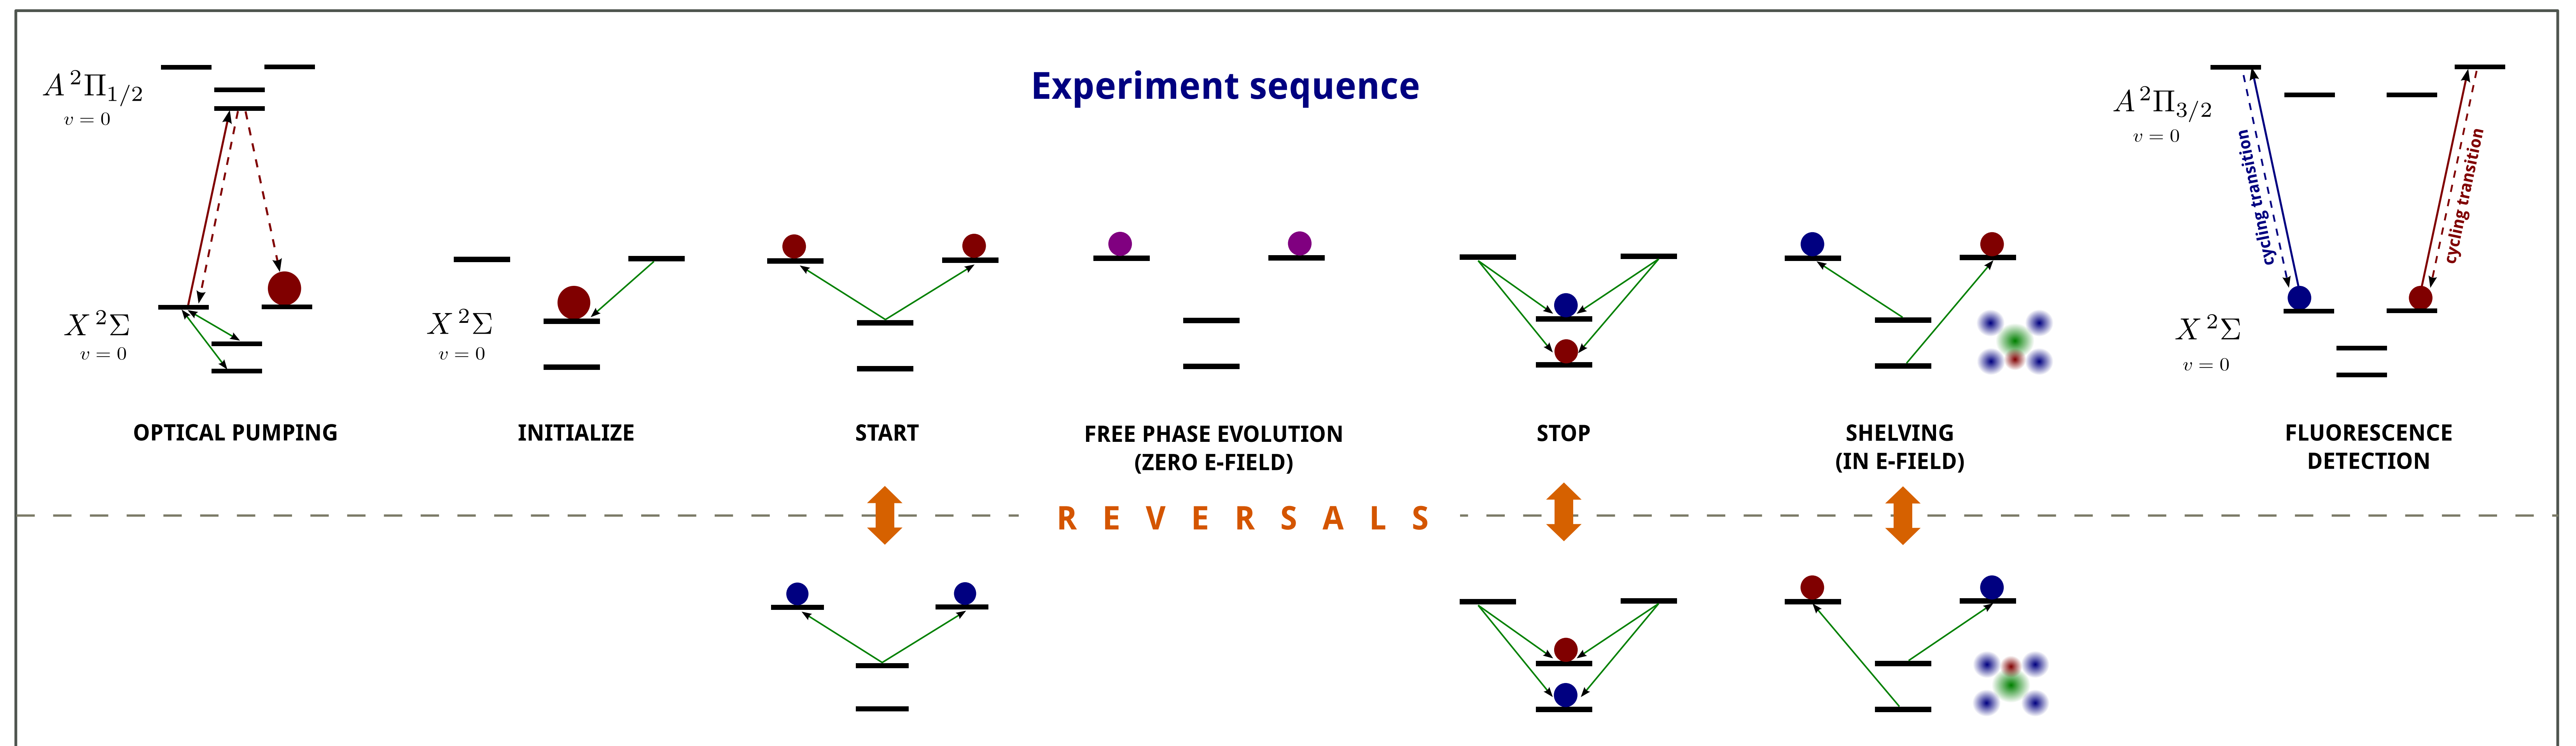 Experiment sequence
A ²Π₁/₂
v = 0
X ²Σ
v = 0
OPTICAL PUMPING
X ²Σ
v = 0
INITIALIZE
START
FREE PHASE EVOLUTION
(ZERO E-FIELD)
STOP
SHELVING
(IN E-FIELD)
A ²Π₃/₂
v = 0
cycling transition
cycling transition
X ²Σ
v = 0
FLUORESCENCE
DETECTION
REVERSALS